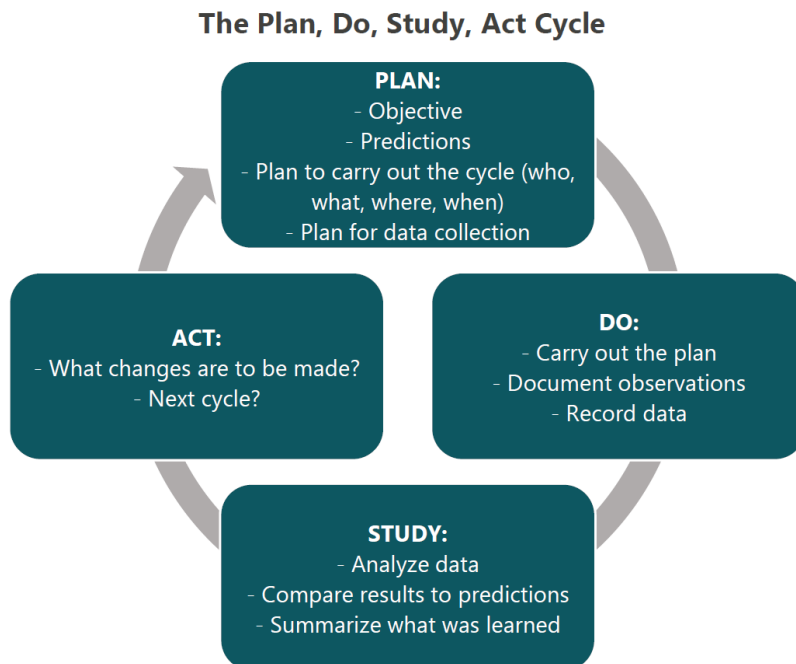 The Plan, Do, Study, Act Cycle
PLAN:
- Objective
- Predictions
- Plan to carry out the cycle (who,
what, where, when)
- Plan for data collection
DO:
- Carry out the plan
- Document observations
- Record data
STUDY:
- Analyze data
- Compare results to predictions
- Summarize what was learned
ACT:
- What changes are to be made?
- Next cycle?